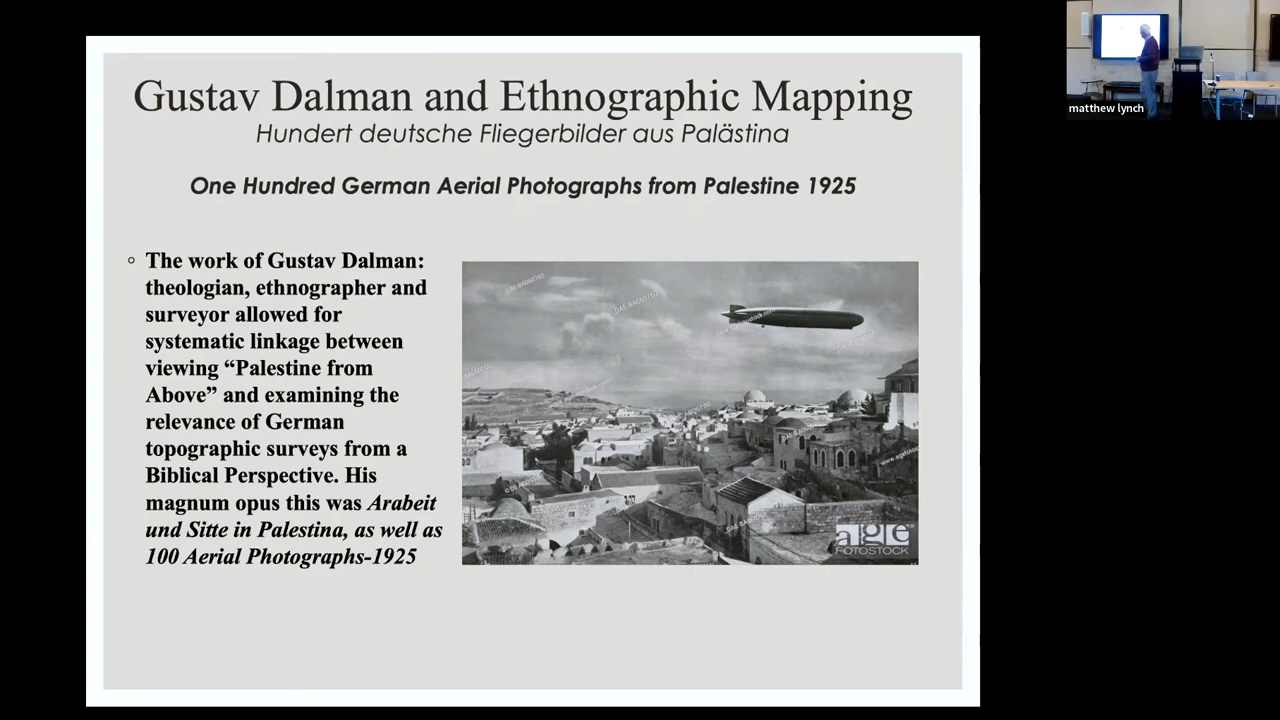 Gustav Dalman and Ethnographic Mapping
Hundert deutsche Fliegerbilder aus Palästina
One Hundred German Aerial Photographs from Palestine 1925
The work of Gustav Dalman:
theologian, ethnographer and
surveyor allowed for
systematic linkage between
viewing “Palestine from
Above” and examining the
relevance of German
topographic surveys from a
Biblical Perspective. His
magnum opus this was Arabeit
und Sitte in Palestina, as well as
100 Aerial Photographs-1925
age
FOTOSTOCK
matthew lynch